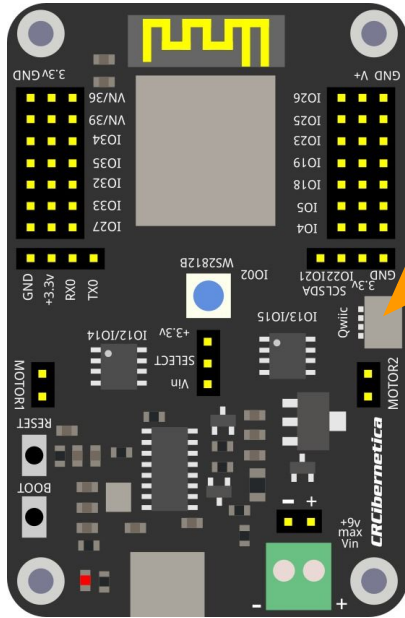 GND 3.3v
VN/36
VN/39
IO34
IO35
IO32
IO33
IO27
GND V+
IO26
IO25
IO23
IO19
IO18
IO5
IO4
GND
+3.3v
RX0
TX0
WS2812B
IO02
GND
3.3v
IO22IO21
SCLSDA
Qwiic
IO12/IO14
+3.3v
SELECT
Vin
IO13/IO15
MOTOR1
MOTOR2
RESET
BOOT
- +
+9v
max
Vin
CRCibernetica
- +